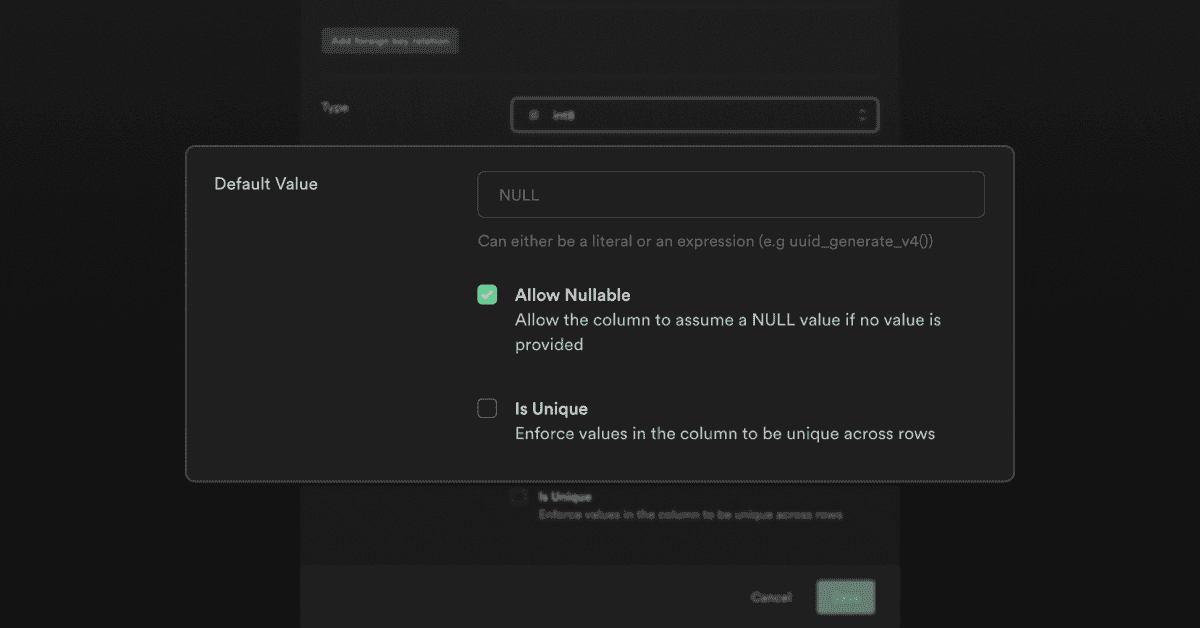 Add foreign key relation
Type
int8
Default Value
NULL
Can either be a literal or an expression (e.g uuid_generate_v4())
Allow Nullable
Allow the column to assume a NULL value if no value is
provided
Is Unique
Enforce values in the column to be unique across rows
Is Unique
Enforce values in the column to be unique across rows
Cancel
Save